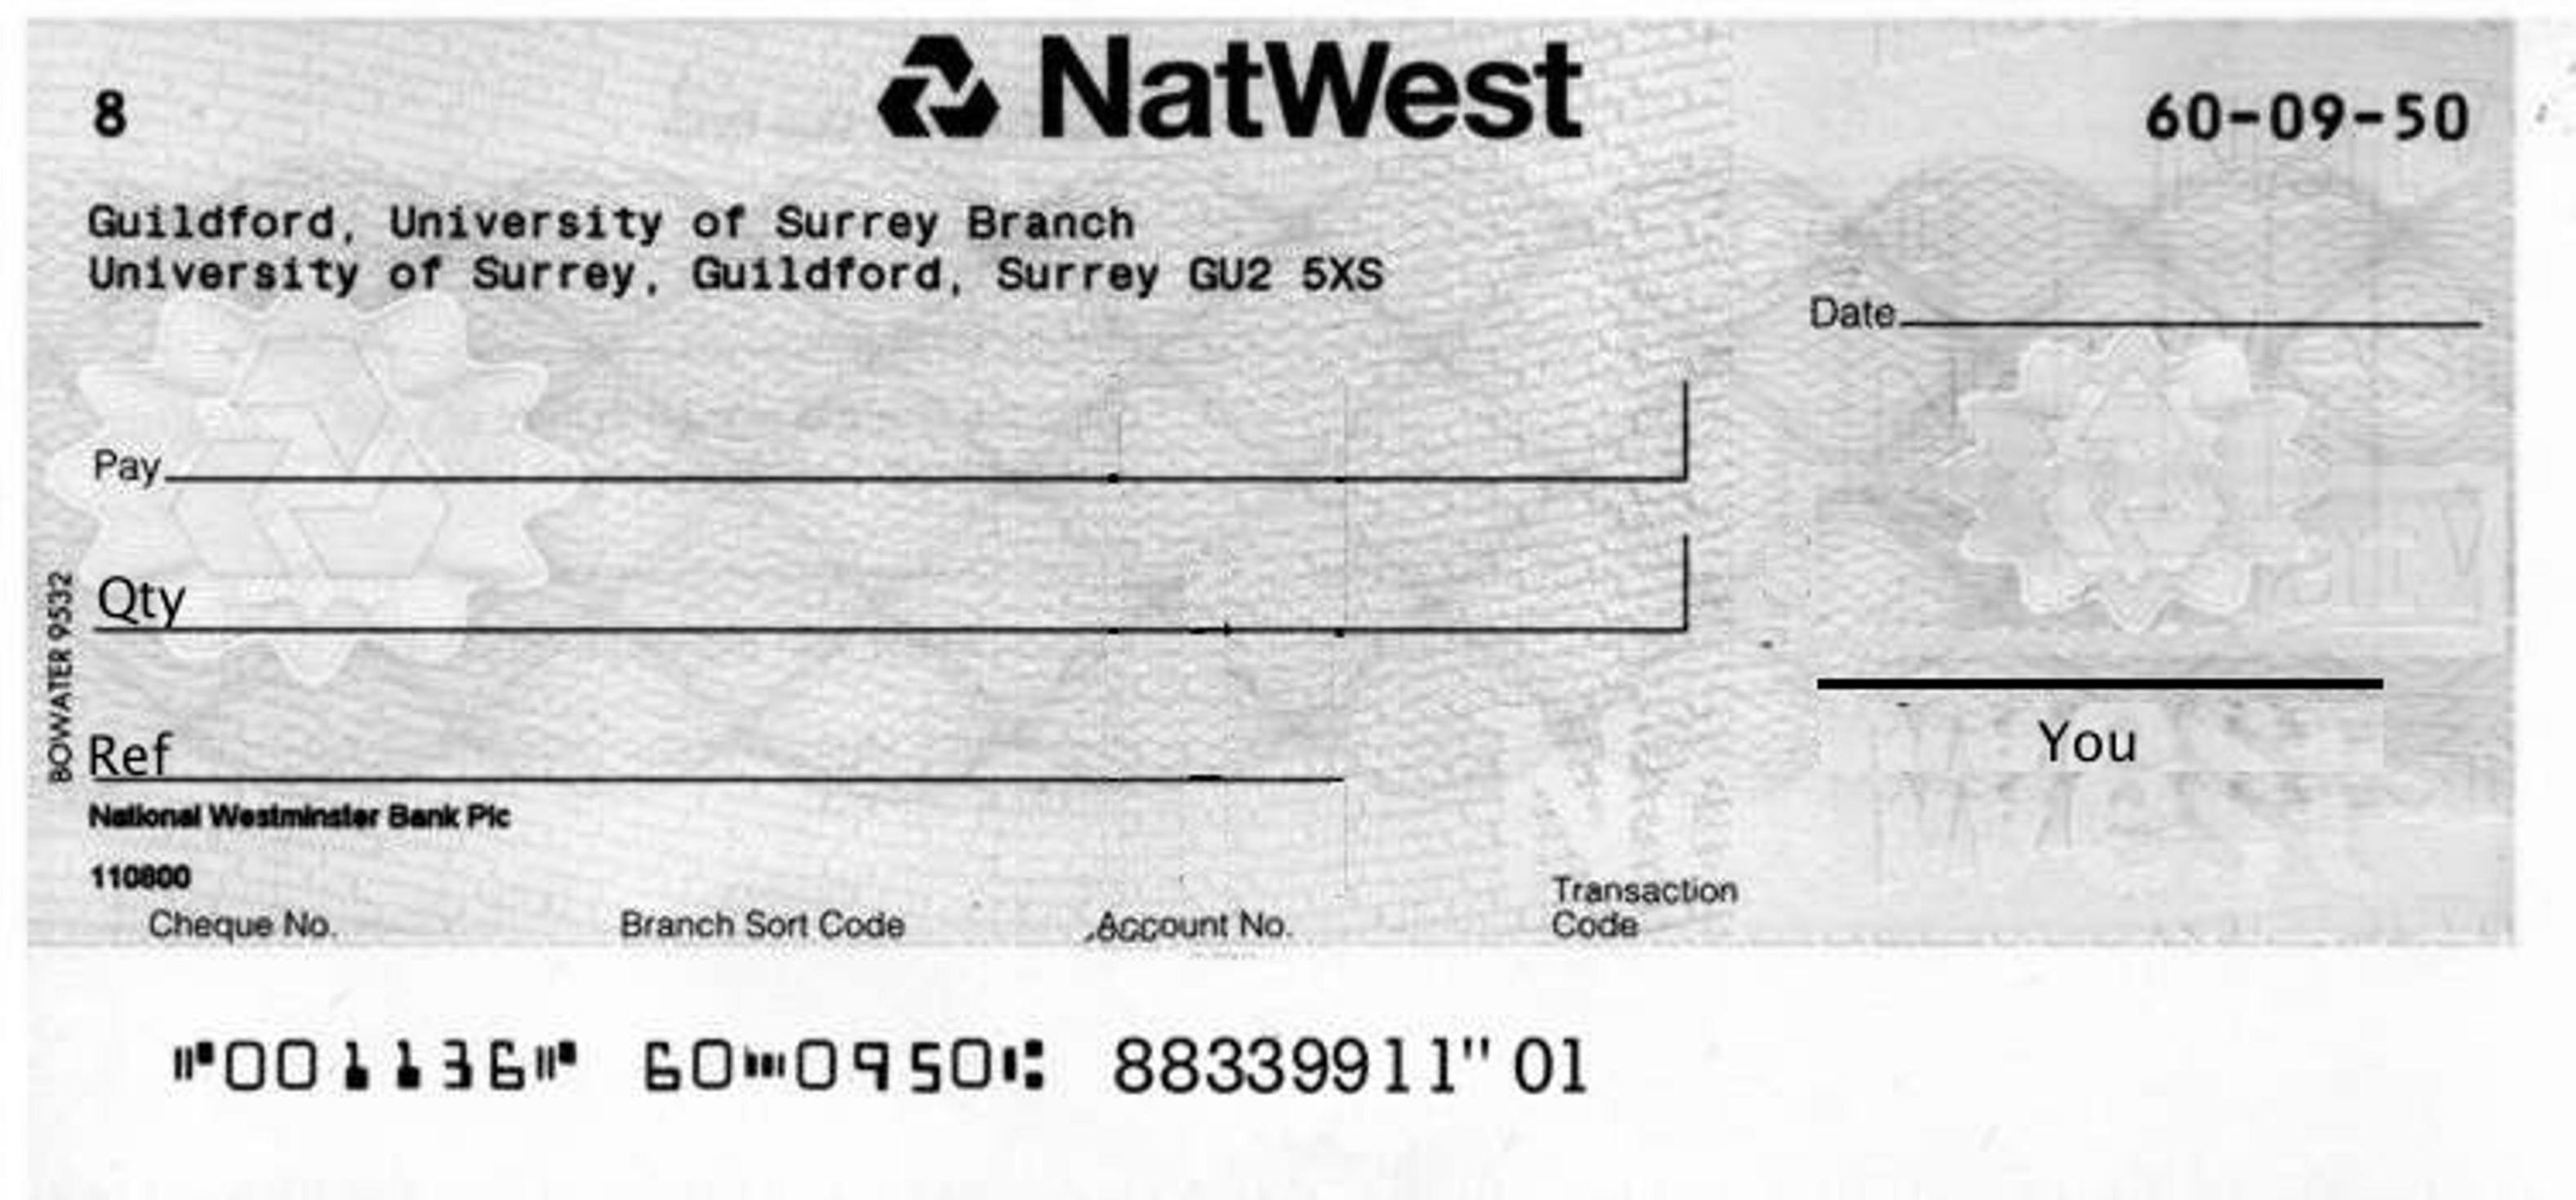 NatWest
8
60-09-50
Guildford, University of Surrey Branch
University of Surrey, Guildford, Surrey GU2 5XS
Date
Pay
Qty
BOWATER 9532
Ref
You
National Westminster Bank Plc
110800
Cheque No.
Branch Sort Code
Account No.
Transaction
Code
⑈001136⑈ 60⑉0950⑆ 88339911" 01